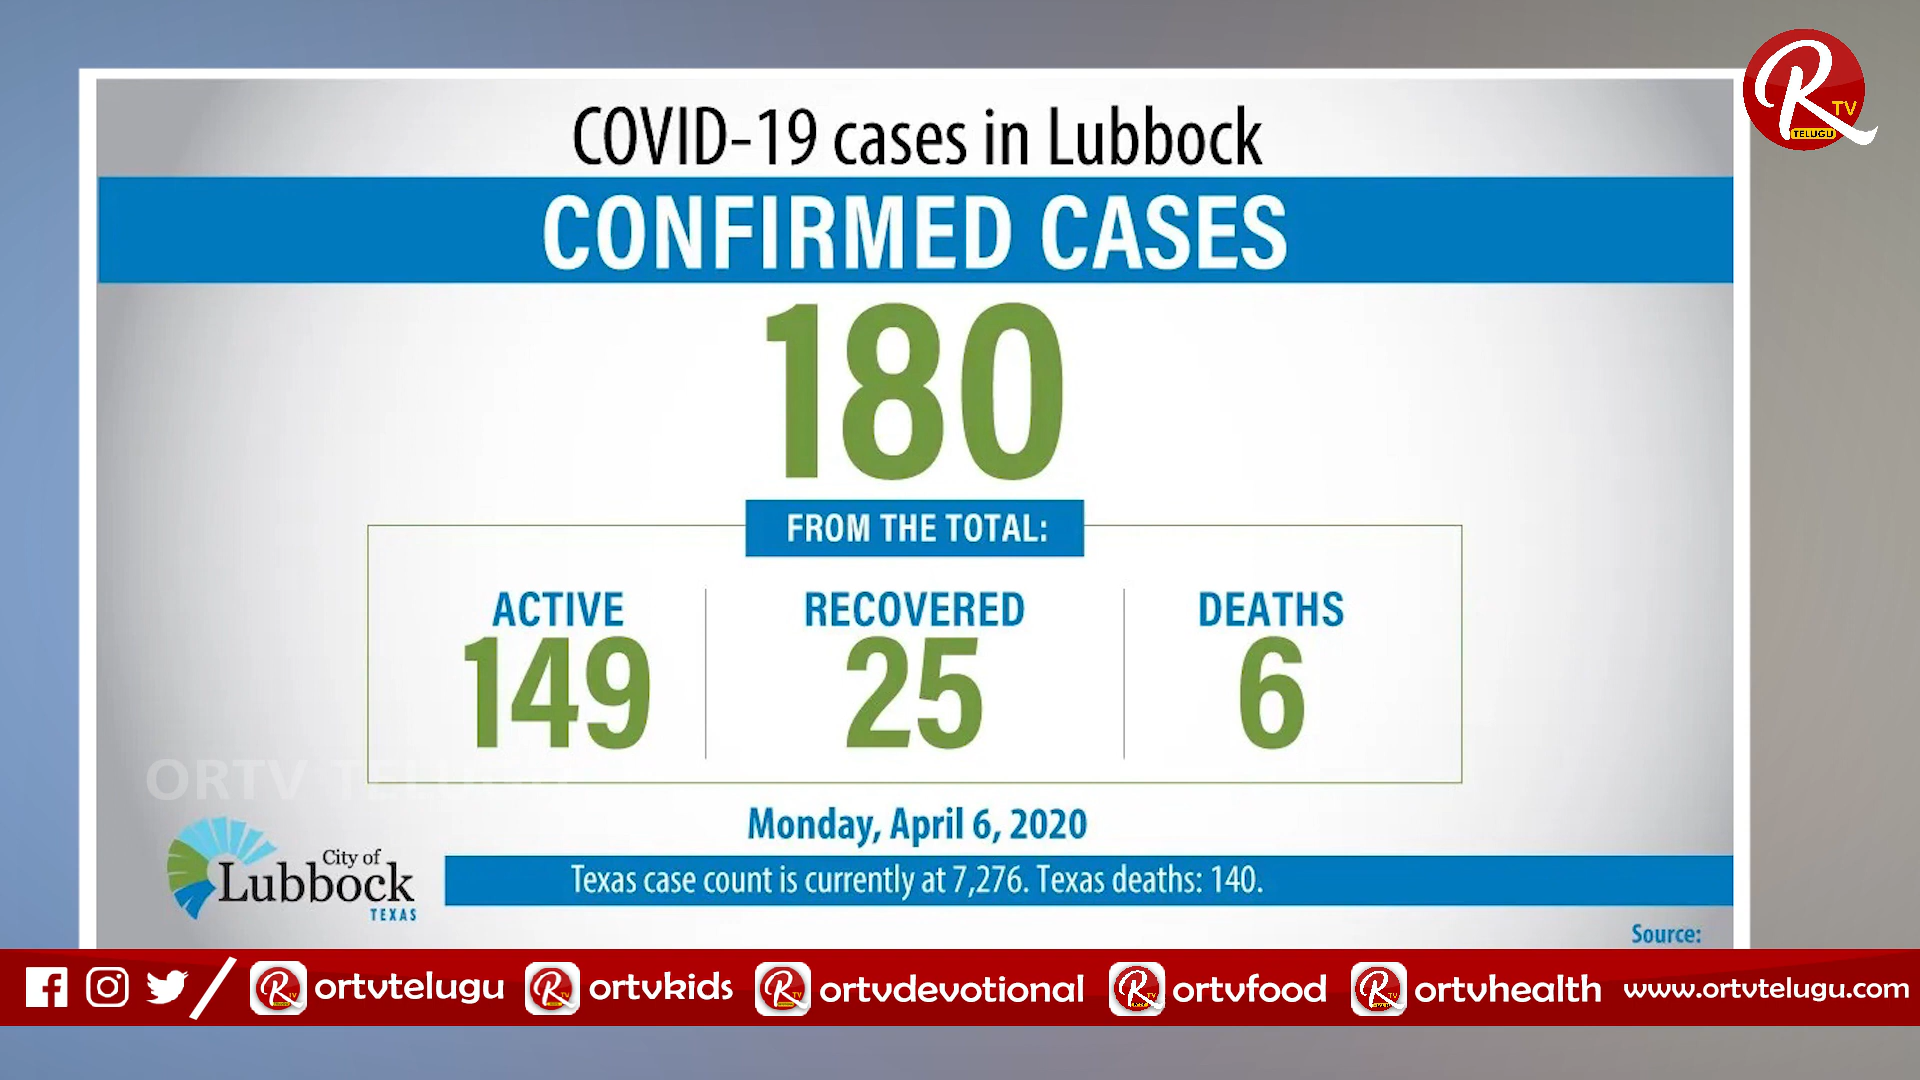 COVID-19 cases in Lubbock
R TV
TELUGU
CONFIRMED CASES
180
FROM THE TOTAL:
ACTIVE RECOVERED DEATHS
149 25 6
ORTV TELUGU
Monday, April 6, 2020
City of
Lubbock
TEXAS
Texas case count is currently at 7,276. Texas deaths: 140.
Source:
ortvtelugu ortvkids ortvdevotional ortvfood ortvhealth www.ortvtelugu.com